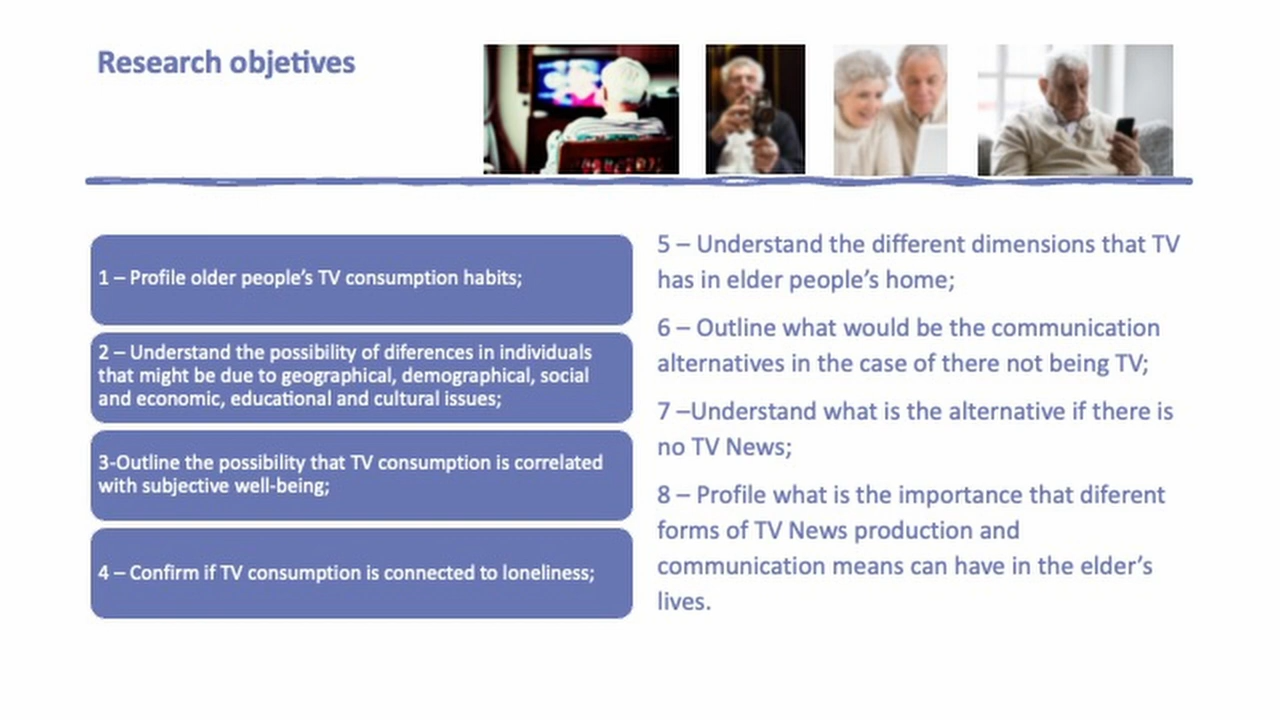 Research objetives
1 – Profile older people’s TV consumption habits;
2 – Understand the possibility of diferences in individuals
that might be due to geographical, demographical, social
and economic, educational and cultural issues;
3-Outline the possibility that TV consumption is correlated
with subjective well-being;
4 – Confirm if TV consumption is connected to loneliness;
5 – Understand the different dimensions that TV
has in elder people’s home;
6 – Outline what would be the communication
alternatives in the case of there not being TV;
7 –Understand what is the alternative if there is
no TV News;
8 – Profile what is the importance that diferent
forms of TV News production and
communication means can have in the elder’s
lives.